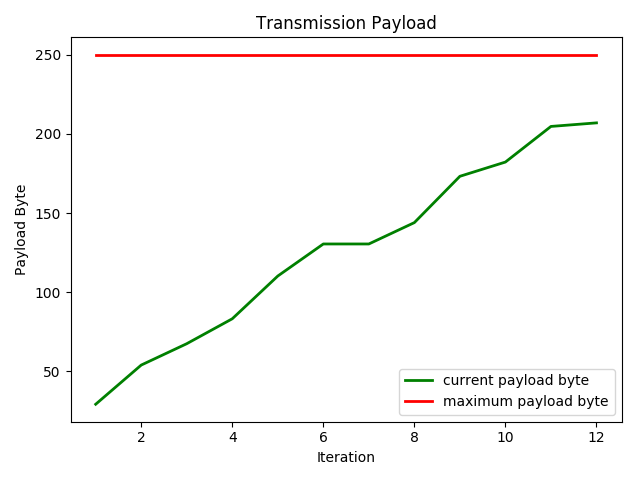 Transmission Payload
Payload Byte
250
200
150
100
50
2
4
6
8
10
12
Iteration
current payload byte
maximum payload byte